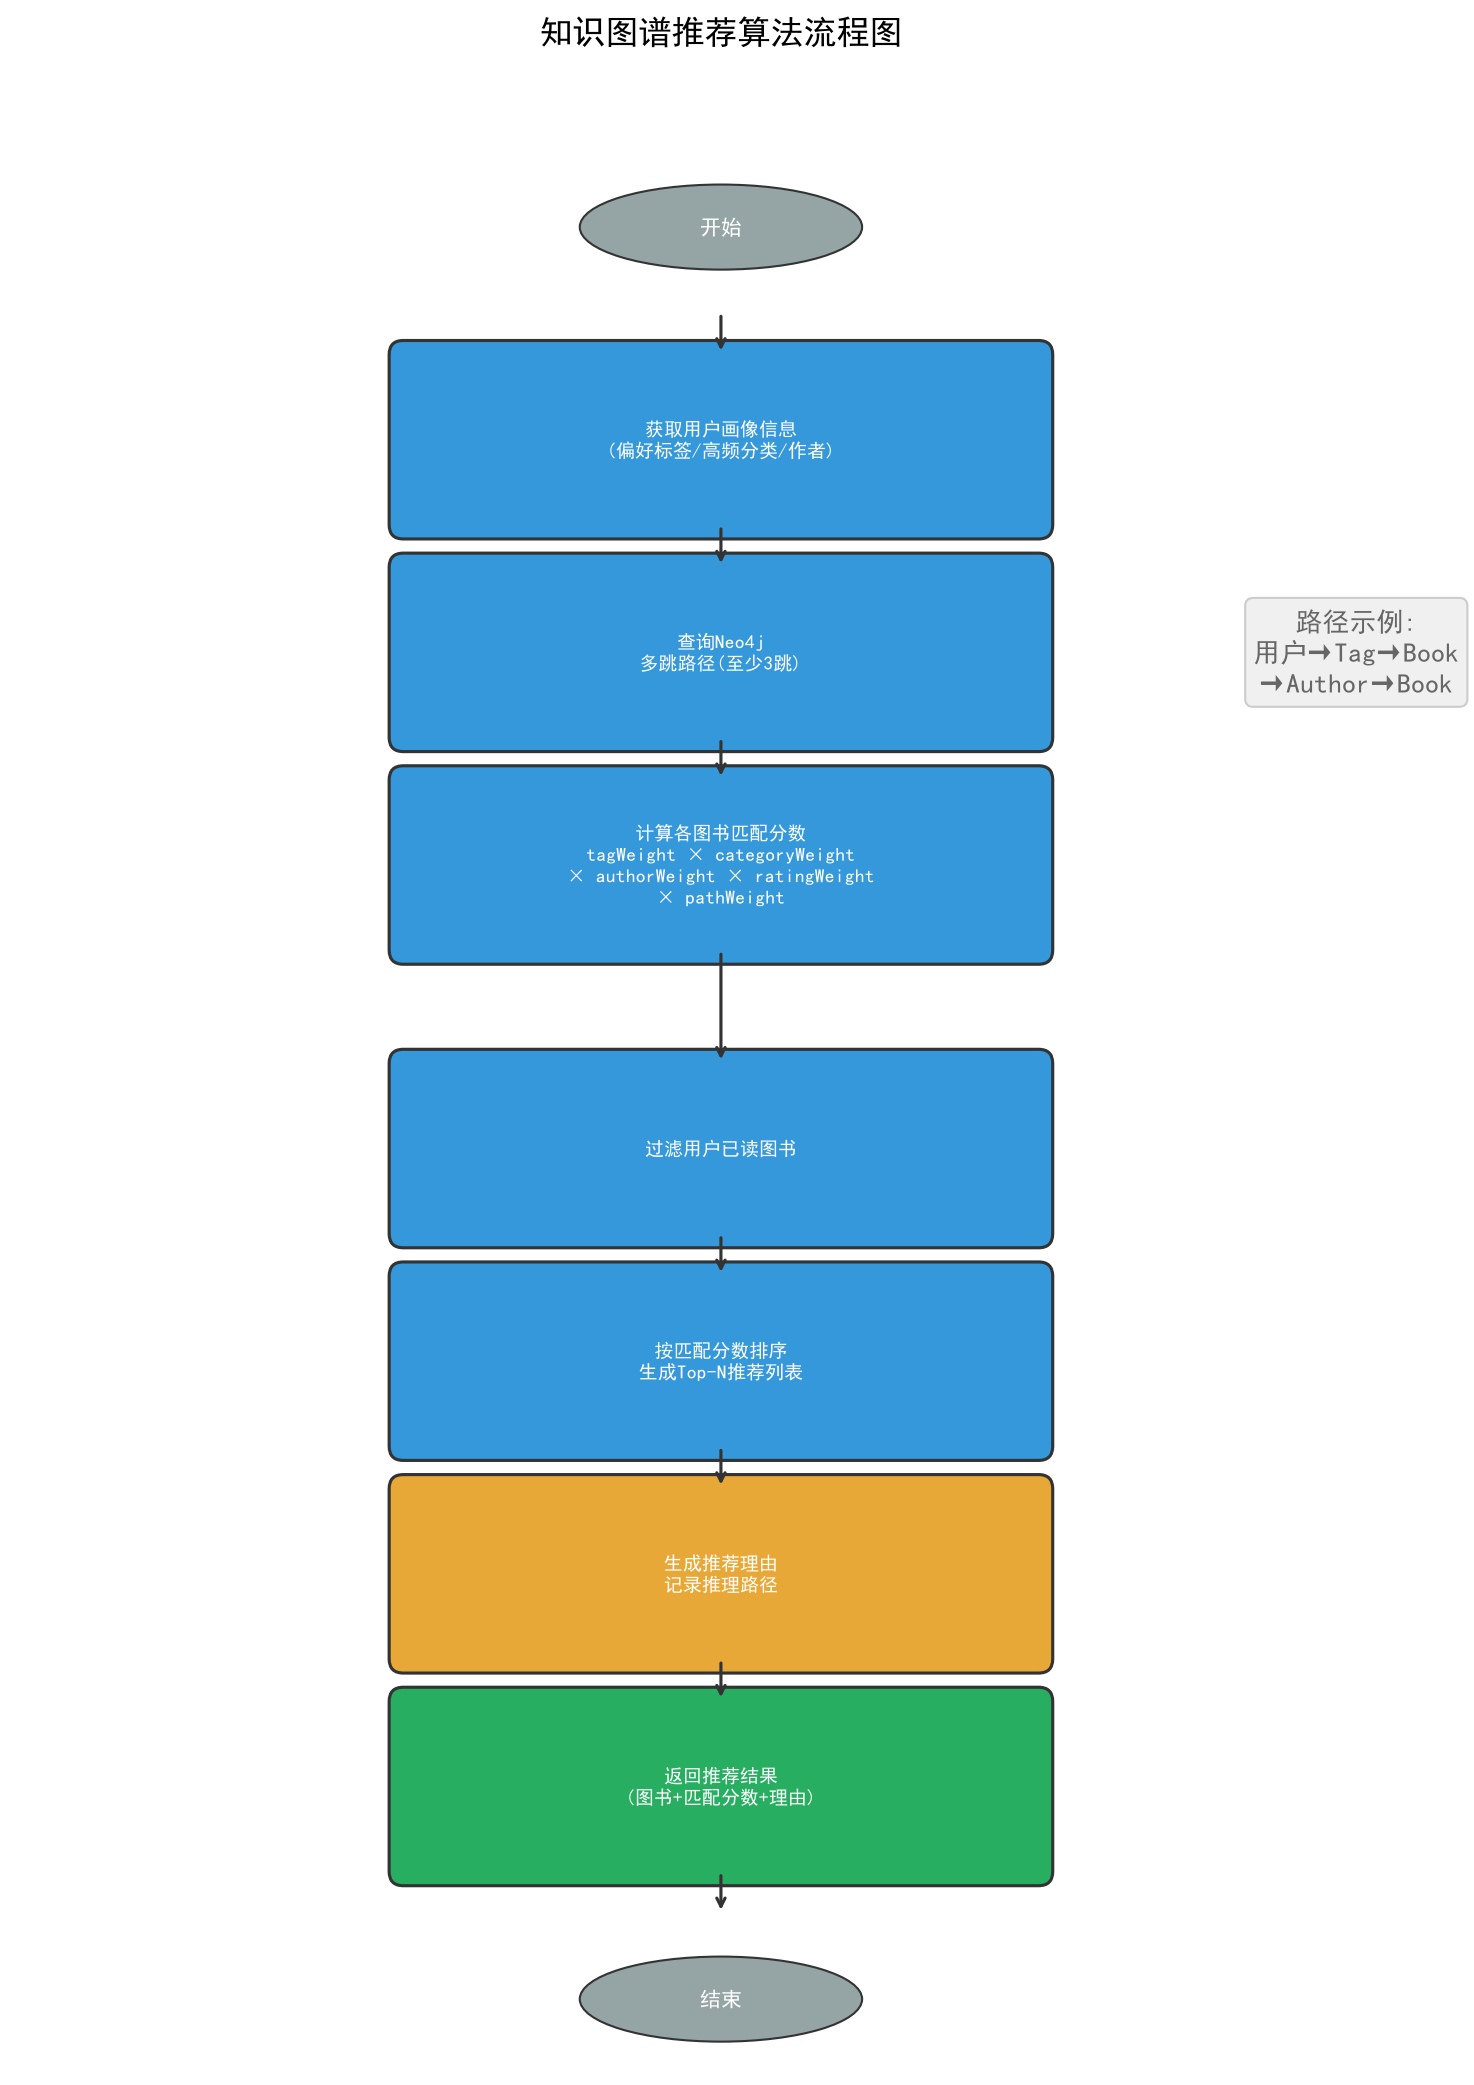 知识图谱推荐算法流程图
开始
获取用户画像信息
(偏好标签/高频分类/作者)
查询Neo4j
多跳路径(至少3跳)
路径示例:
用户→Tag→Book
→Author→Book
计算各图书匹配分数
tagWeight × categoryWeight
× authorWeight × ratingWeight
× pathWeight
过滤用户已读图书
按匹配分数排序
生成Top-N推荐列表
生成推荐理由
记录推理路径
返回推荐结果
(图书+匹配分数+理由)
结束